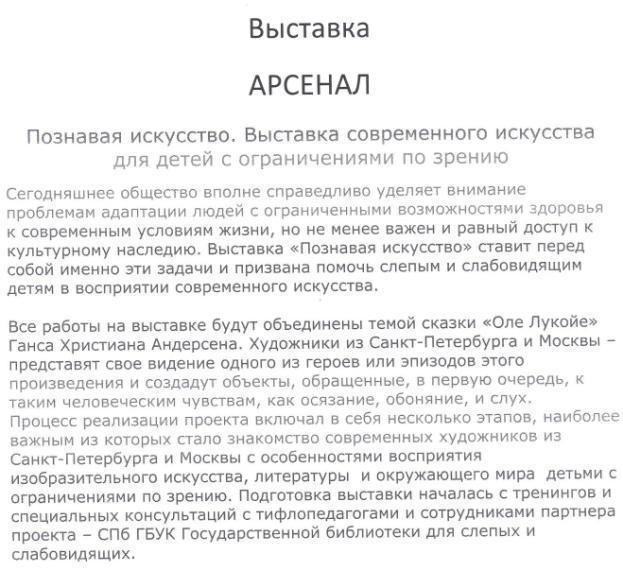 Выставка
АРСЕНАЛ
Познавая искусство. Выставка современного искусства
для детей с ограничениями по зрению
Сегодняшнее общество вполне справедливо уделяет внимание
проблемам адаптации людей с ограниченными возможностями здоровья
к современным условиям жизни, но не менее важен и равный доступ к
культурному наследию. Выставка «Познавая искусство» ставит перед
собой именно эти задачи и призвана помочь слепым и слабовидящим
детям в восприятии современного искусства.
Все работы на выставке будут объединены темой сказки «Оле Лукойе»
Ганса Христиана Андерсена. Художники из Санкт-Петербурга и Москвы –
представят свое видение одного из героев или эпизодов этого
произведения и создадут объекты, обращенные, в первую очередь, к
таким человеческим чувствам, как осязание, обоняние, и слух.
Процесс реализации проекта включал в себя несколько этапов, наиболее
важным из которых стало знакомство современных художников из
Санкт-Петербурга и Москвы с особенностями восприятия
изобразительного искусства, литературы и окружающего мира детьми с
ограничениями по зрению. Подготовка выставки началась с тренингов и
специальных консультаций с тифлопедагогами и сотрудниками партнера
проекта – СПб ГБУК Государственной библиотеки для слепых и
слабовидящих.